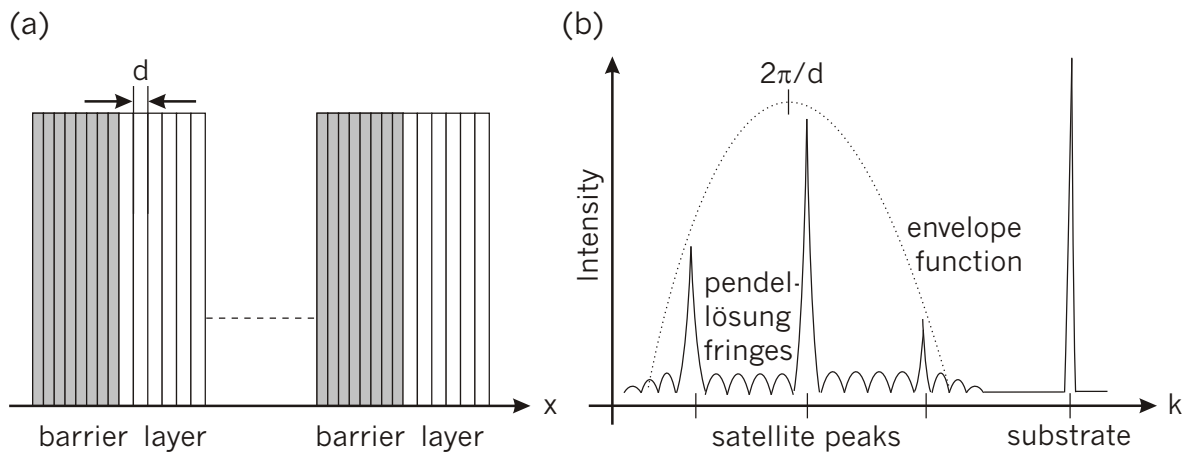 (a)
d
x
barrier layer
barrier layer
(b)
2π/d
Intensity
envelope
function
pendel-
lösung
fringes
k
satellite peaks
substrate